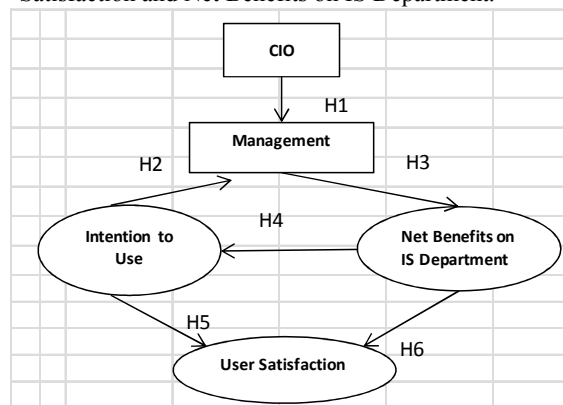 Satisfaction and Net Benefits on IS Department.
CIO
H1
Management
H2
H3
H4
Intention to
Use
Net Benefits on
IS Department
H5
H6
User Satisfaction